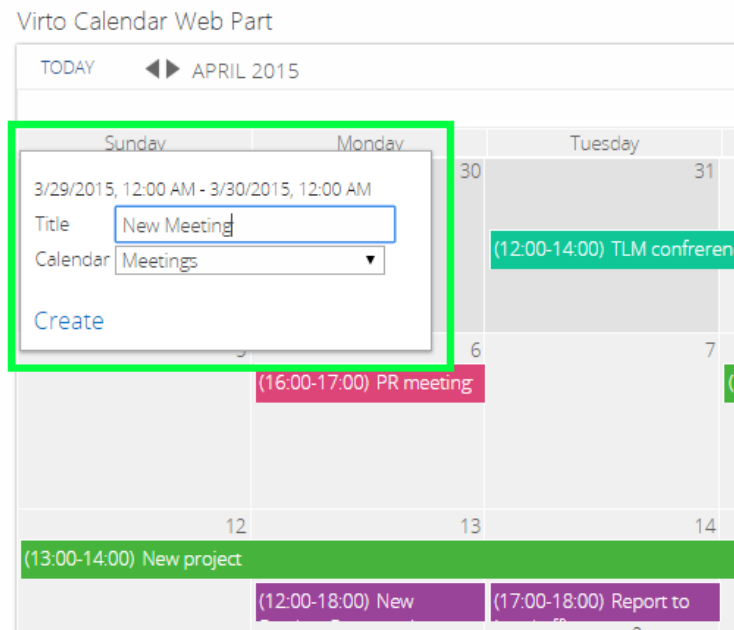 Virto Calendar Web Part
TODAY
APRIL 2015
Sunday Monday Tuesday
30 31
3/29/2015, 12:00 AM - 3/30/2015, 12:00 AM
Title New Meeting
(12:00-14:00) TLM confreren
Calendar Meetings
Create
6 7
(16:00-17:00) PR meeting
(
12 13 14
(13:00-14:00) New project
(12:00-18:00) New (17:00-18:00) Report to